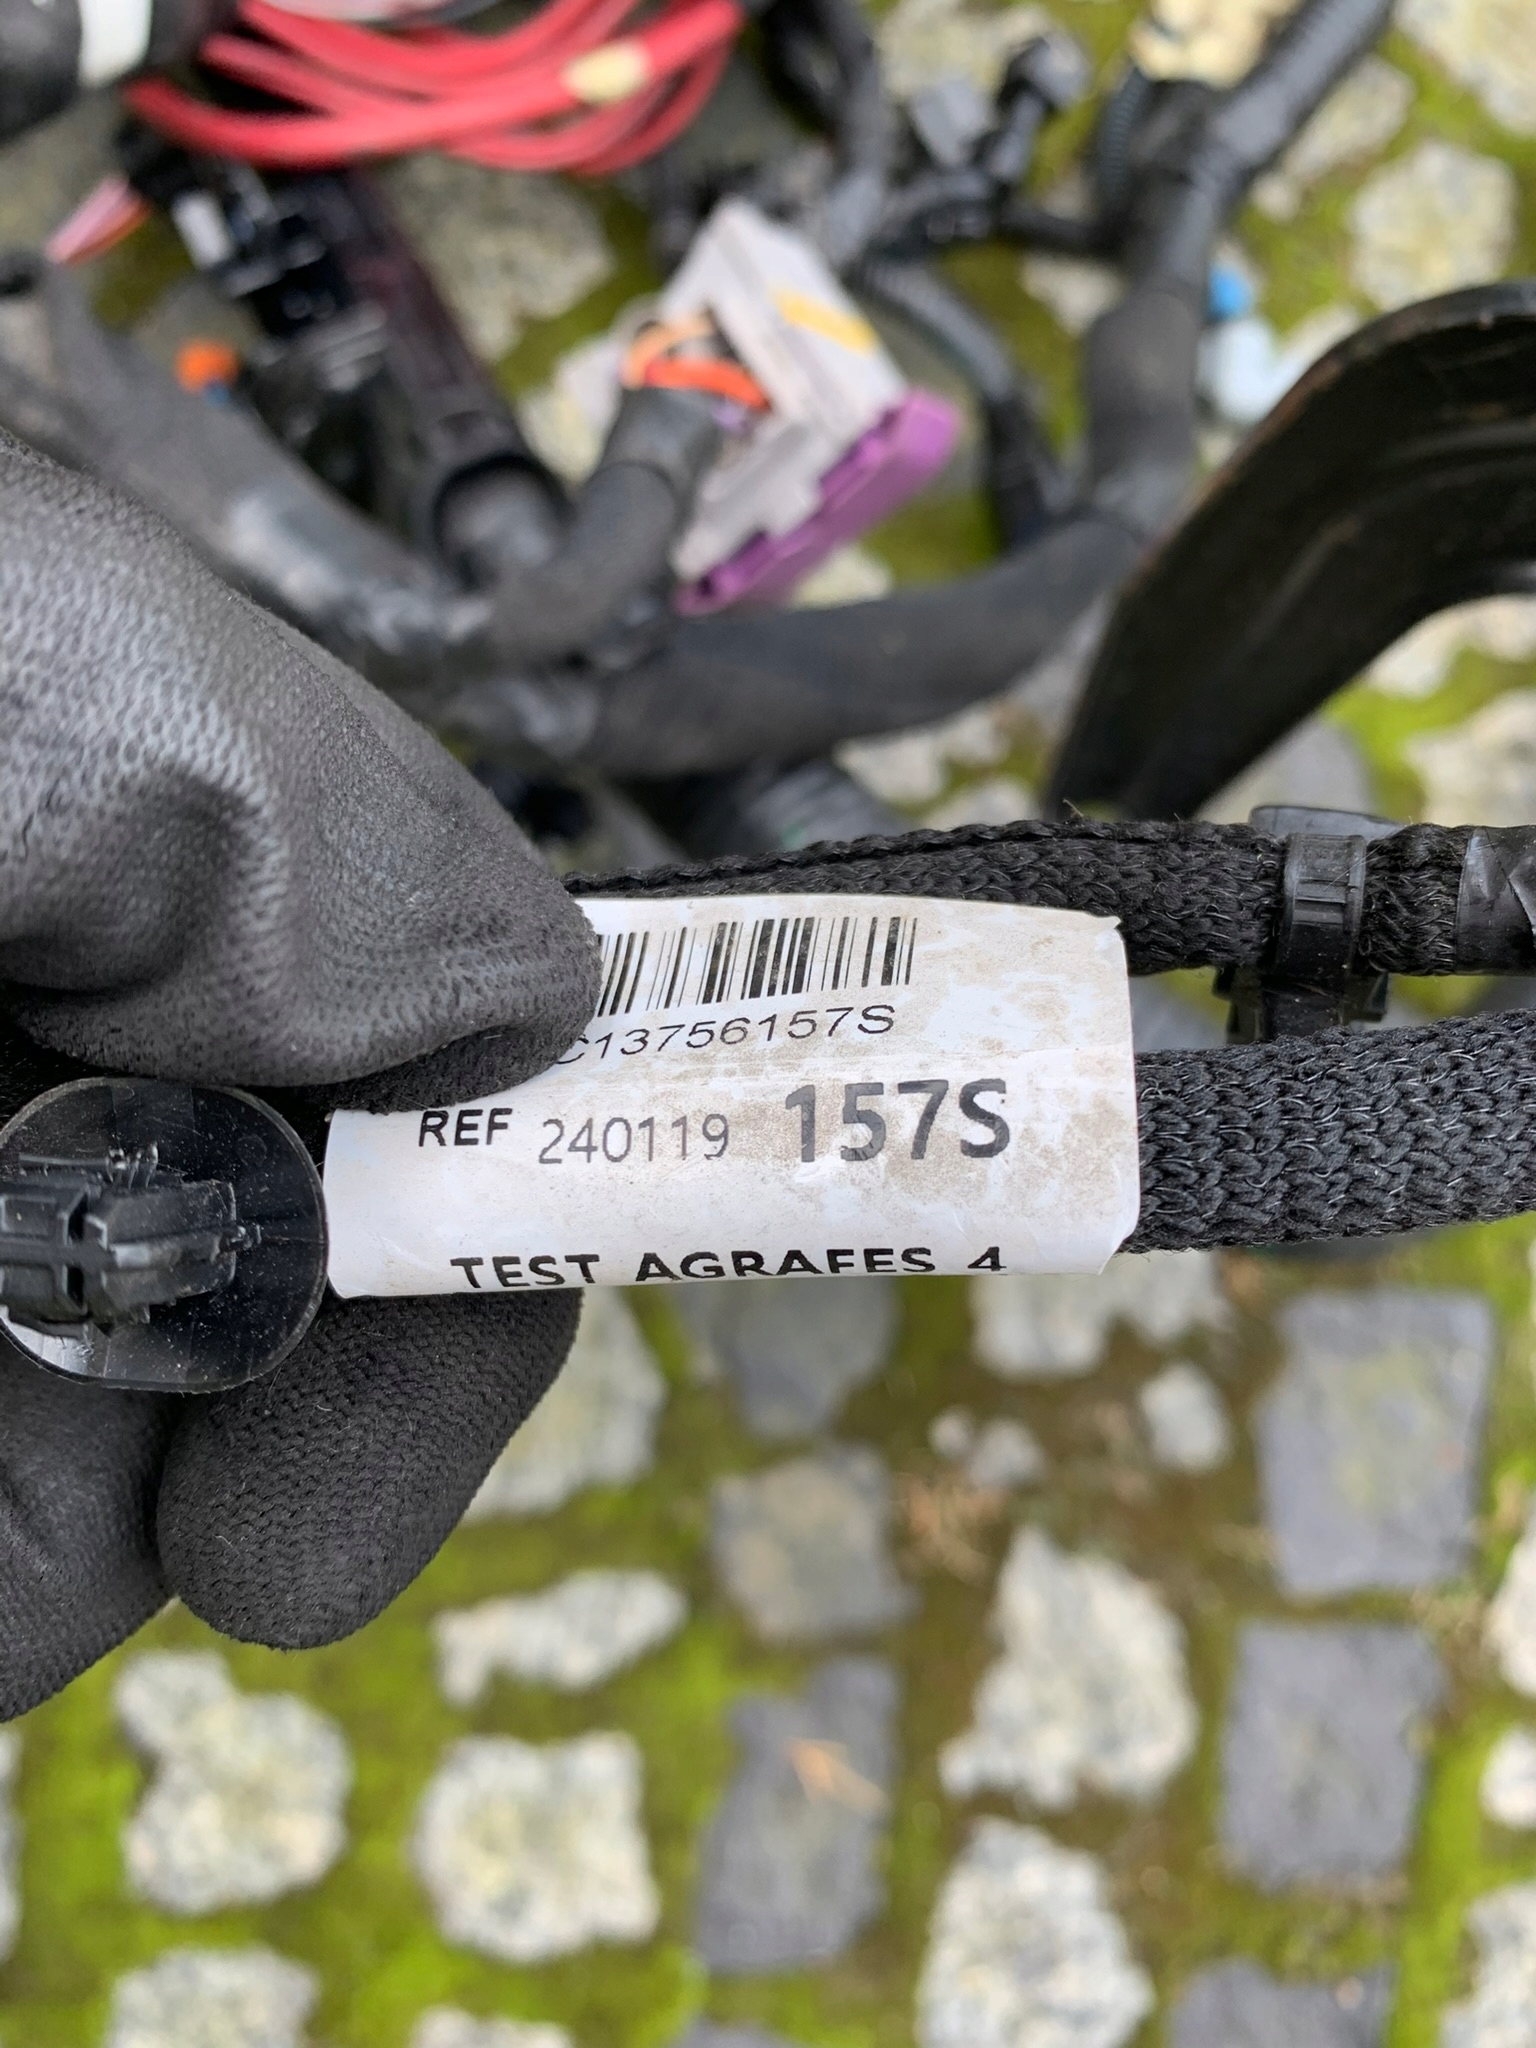 C13756157S
REF 240119 157S
TEST AGRAFES 4